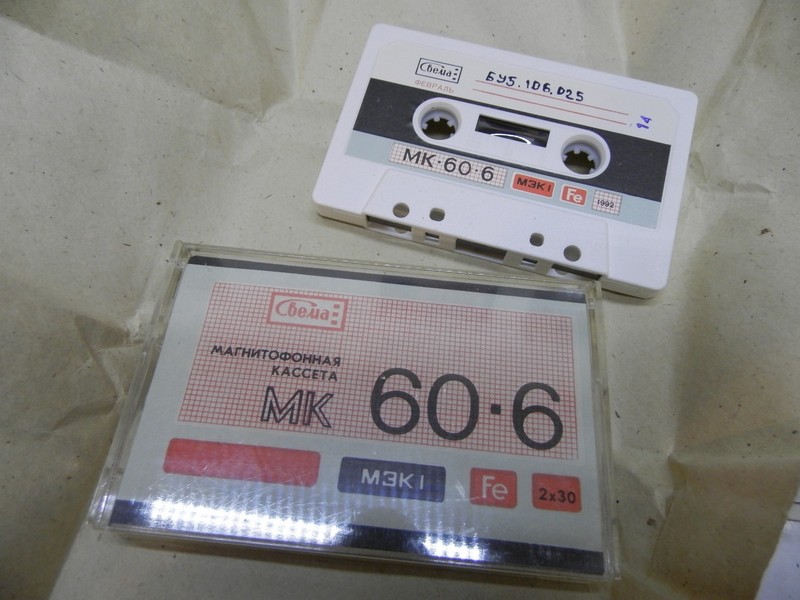 Свема
ФЕВРАЛЬ
БУ5.106.025
14
МК·60·6
МЭК I
Fe
1992
Свема
МАГНИТОФОННАЯ
КАССЕТА
МК
60·6
МЭК I
Fe
2x30